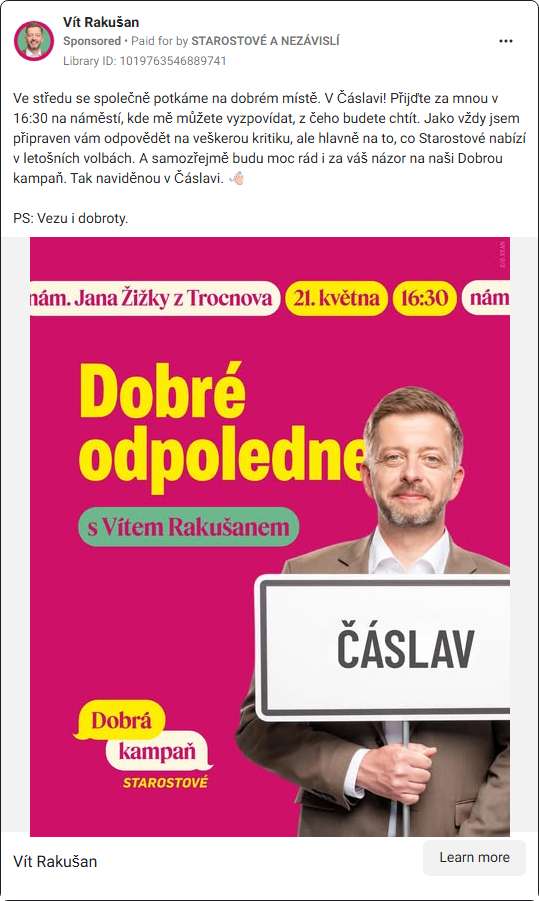 Vít Rakušan
Sponsored • Paid for by STAROSTOVÉ A NEZÁVISLÍ
Library ID: 1019763546889741
Ve středu se společně potkáme na dobrém místě. V Čáslavi! Přijďte za mnou v
16:30 na náměstí, kde mě můžete vyzpovídat, z čeho budete chtít. Jako vždy jsem
připraven vám odpovědět na veškerou kritiku, ale hlavně na to, co Starostové nabízí
v letošních volbách. A samozřejmě budu moc rád i za váš názor na naši Dobrou
kampaň. Tak naviděnou v Čáslavi.
PS: Vezu i dobroty.
nám. Jana Žižky z Trocnova 21. května 16:30 nám
Dobré
odpoledne
s Vítem Rakušanem
ČÁSLAV
Dobrá
kampaň
STAROSTOVÉ
Vít Rakušan
Learn more